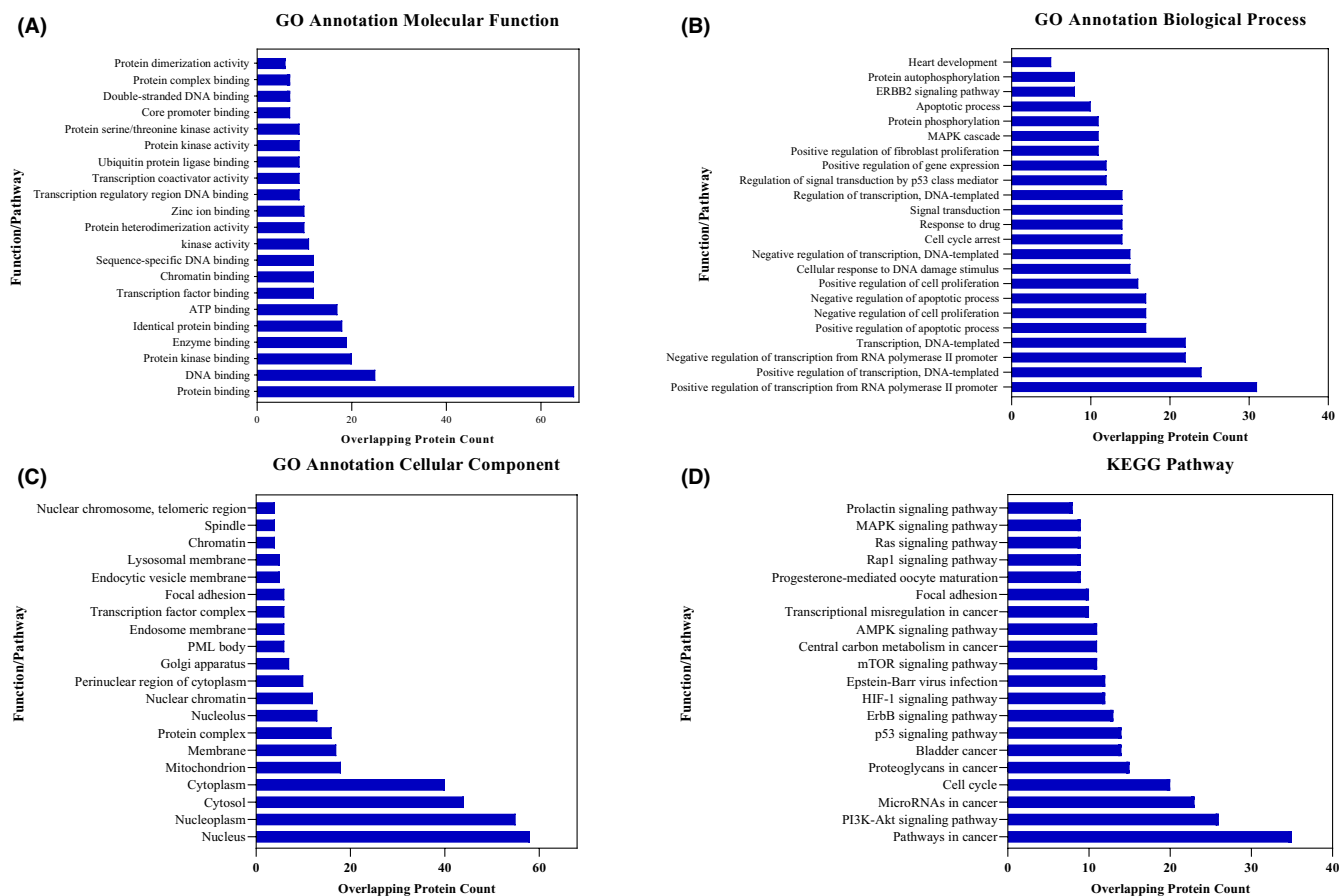 (A)
GO Annotation Molecular Function
Function/Pathway
Protein dimerization activity
Protein complex binding
Double-stranded DNA binding
Core promoter binding
Protein serine/threonine kinase activity
Protein kinase activity
Ubiquitin protein ligase binding
Transcription coactivator activity
Transcription regulatory region DNA binding
Zinc ion binding
Protein heterodimerization activity
kinase activity
Sequence-specific DNA binding
Chromatin binding
Transcription factor binding
ATP binding
Identical protein binding
Enzyme binding
Protein kinase binding
DNA binding
Protein binding
0 20 40 60
Overlapping Protein Count
(B)
GO Annotation Biological Process
Function/Pathway
Heart development
Protein autophosphorylation
ERBB2 signaling pathway
Apoptotic process
Protein phosphorylation
MAPK cascade
Positive regulation of fibroblast proliferation
Positive regulation of gene expression
Regulation of signal transduction by p53 class mediator
Regulation of transcription, DNA-templated
Signal transduction
Response to drug
Cell cycle arrest
Negative regulation of transcription, DNA-templated
Cellular response to DNA damage stimulus
Positive regulation of cell proliferation
Negative regulation of apoptotic process
Negative regulation of cell proliferation
Positive regulation of apoptotic process
Transcription, DNA-templated
Negative regulation of transcription from RNA polymerase II promoter
Positive regulation of transcription, DNA-templated
Positive regulation of transcription from RNA polymerase II promoter
0 10 20 30 40
Overlapping Protein Count
(C)
GO Annotation Cellular Component
Function/Pathway
Nuclear chromosome, telomeric region
Spindle
Chromatin
Lysosomal membrane
Endocytic vesicle membrane
Focal adhesion
Transcription factor complex
Endosome membrane
PML body
Golgi apparatus
Perinuclear region of cytoplasm
Nuclear chromatin
Nucleolus
Protein complex
Membrane
Mitochondrion
Cytoplasm
Cytosol
Nucleoplasm
Nucleus
0 20 40 60
Overlapping Protein Count
(D)
KEGG Pathway
Function/Pathway
Prolactin signaling pathway
MAPK signaling pathway
Ras signaling pathway
Rap1 signaling pathway
Progesterone-mediated oocyte maturation
Focal adhesion
Transcriptional misregulation in cancer
AMPK signaling pathway
Central carbon metabolism in cancer
mTOR signaling pathway
Epstein-Barr virus infection
HIF-1 signaling pathway
ErbB signaling pathway
p53 signaling pathway
Bladder cancer
Proteoglycans in cancer
Cell cycle
MicroRNAs in cancer
PI3K-Akt signaling pathway
Pathways in cancer
0 10 20 30 40
Overlapping Protein Count